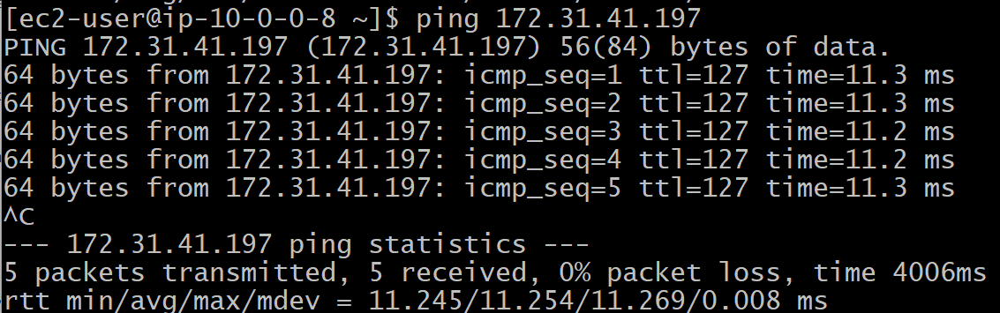 [ec2-user@ip-10-0-0-8 ~]$ ping 172.31.41.197
PING 172.31.41.197 (172.31.41.197) 56(84) bytes of data.
64 bytes from 172.31.41.197: icmp_seq=1 ttl=127 time=11.3 ms
64 bytes from 172.31.41.197: icmp_seq=2 ttl=127 time=11.3 ms
64 bytes from 172.31.41.197: icmp_seq=3 ttl=127 time=11.2 ms
64 bytes from 172.31.41.197: icmp_seq=4 ttl=127 time=11.2 ms
64 bytes from 172.31.41.197: icmp_seq=5 ttl=127 time=11.3 ms
^C
--- 172.31.41.197 ping statistics ---
5 packets transmitted, 5 received, 0% packet loss, time 4006ms
rtt min/avg/max/mdev = 11.245/11.254/11.269/0.008 ms